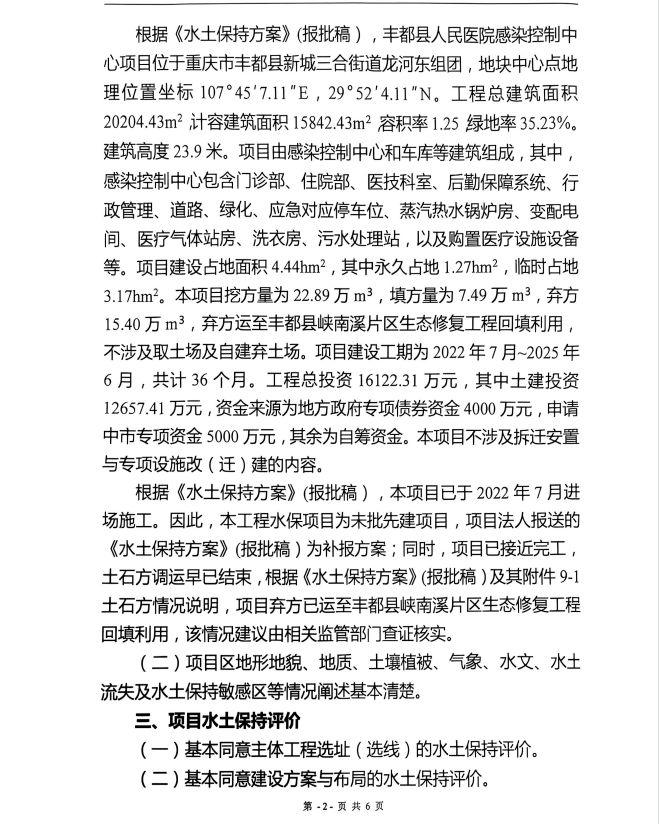 根据《水土保持方案》(报批稿），丰都县人民医院感染控制中
心项目位于重庆市丰都县新城三合街道龙河东组团，地块中心点地
理位置坐标 107°45′7.11″E，29°52′4.11″N。工程总建筑面积
20204.43m²,计容建筑面积 15842.43m²,容积率 1.25,绿地率 35.23%。
建筑高度 23.9 米。项目由感染控制中心和车库等建筑组成，其中，
感染控制中心包含门诊部、住院部、医技科室、后勤保障系统、行
政管理、道路、绿化、应急对应停车位、蒸汽热水锅炉房、变配电
间、医疗气体站房、洗衣房、污水处理站，以及购置医疗设施设备
等。项目建设占地面积 4.44hm²，其中永久占地 1.27hm²，临时占地
3.17hm²。本项目挖方量为 22.89 万 m³，填方量为 7.49 万 m³，弃方
15.40 万 m³，弃方运至丰都县峡南溪片区生态修复工程回填利用，
不涉及取土场及自建弃土场。项目建设工期为 2022 年 7 月~2025 年
6 月，共计 36 个月。工程总投资 16122.31 万元，其中土建投资
12657.41 万元，资金来源为地方政府专项债券资金 4000 万元，申请
中市专项资金 5000 万元，其余为自筹资金。本项目不涉及拆迁安置
与专项设施改（迁）建的内容。
根据《水土保持方案》(报批稿），本项目已于 2022 年 7 月进
场施工。因此，本工程水保项目为未批先建项目，项目法人报送的
《水土保持方案》(报批稿）为补报方案；同时，项目已接近完工，
土石方调运早已结束，根据《水土保持方案》(报批稿）及其附件 9-1
土石方情况说明，项目弃方已运至丰都县峡南溪片区生态修复工程
回填利用，该情况建议由相关监管部门查证核实。
（二）项目区地形地貌、地质、土壤植被、气象、水文、水土
流失及水土保持敏感区等情况阐述基本清楚。
三、项目水土保持评价
（一）基本同意主体工程选址（选线）的水土保持评价。
（二）基本同意建设方案与布局的水土保持评价。
第 -2- 页 共 6 页